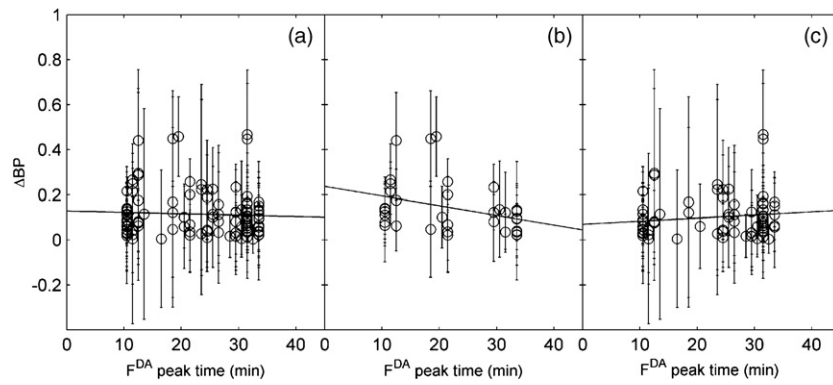 (a) (b) (c)
1
0.8
0.6
0.4
0.2
0
-0.2
ΔBP
0 10 20 30 40 0 10 20 30 40 0 10 20 30 40
F^DA peak time (min) F^DA peak time (min) F^DA peak time (min)